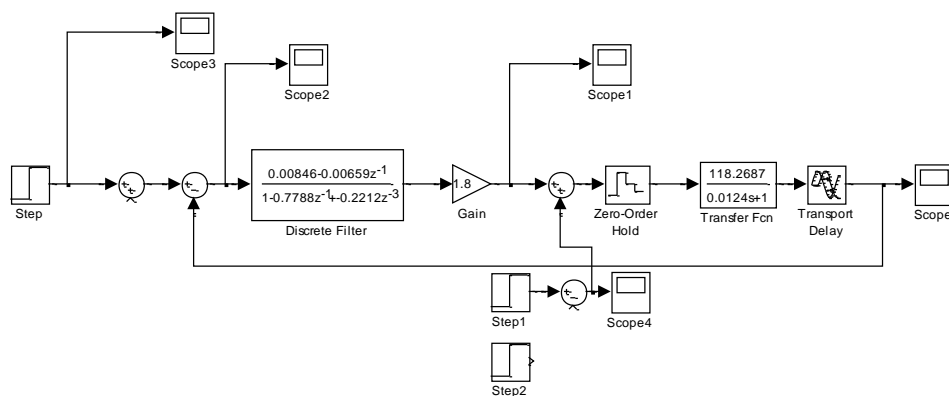 Scope3
Scope2
Scope1
Step
0.00846-0.00659z-1
1-0.7788z-1+-0.2212z-3
Discrete Filter
1.8
Gain
Zero-Order
Hold
118.2687
0.0124s+1
Transfer Fcn
Transport
Delay
Scope
Step1
Scope4
Step2